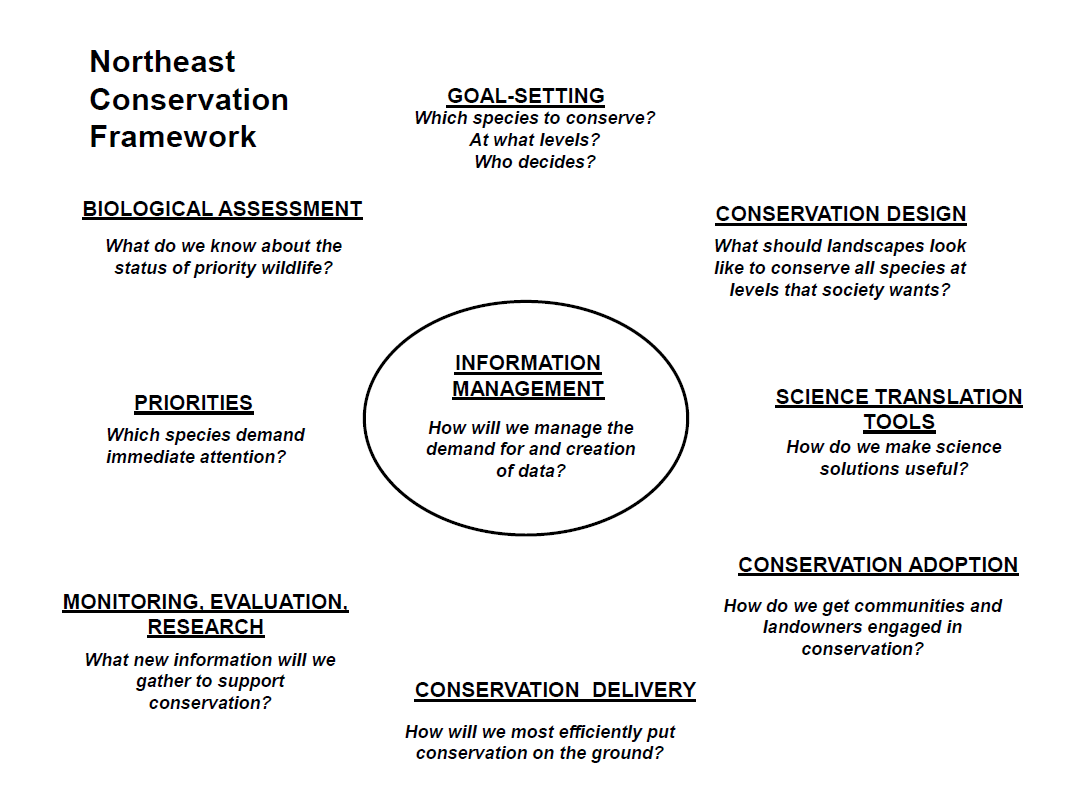 Northeast
Conservation
Framework
GOAL-SETTING
Which species to conserve?
At what levels?
Who decides?
BIOLOGICAL ASSESSMENT
What do we know about the
status of priority wildlife?
CONSERVATION DESIGN
What should landscapes look
like to conserve all species at
levels that society wants?
INFORMATION
MANAGEMENT
How will we manage the
demand for and creation
of data?
PRIORITIES
Which species demand
immediate attention?
SCIENCE TRANSLATION
TOOLS
How do we make science
solutions useful?
CONSERVATION ADOPTION
How do we get communities and
landowners engaged in
conservation?
MONITORING, EVALUATION,
RESEARCH
What new information will we
gather to support
conservation?
CONSERVATION  DELIVERY
How will we most efficiently put
conservation on the ground?